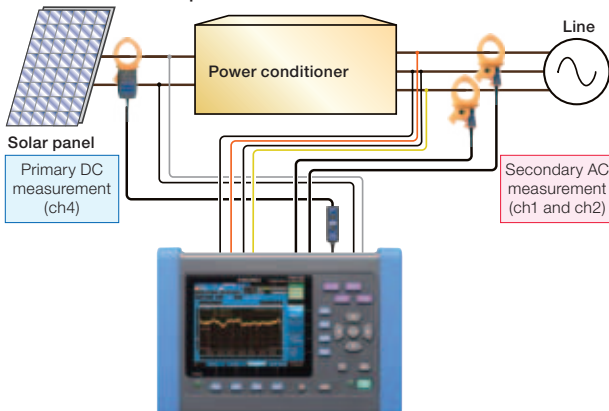 Line
Power conditioner
Solar panel
Primary DC
measurement
(ch4)
Secondary AC
measurement
(ch1 and ch2)